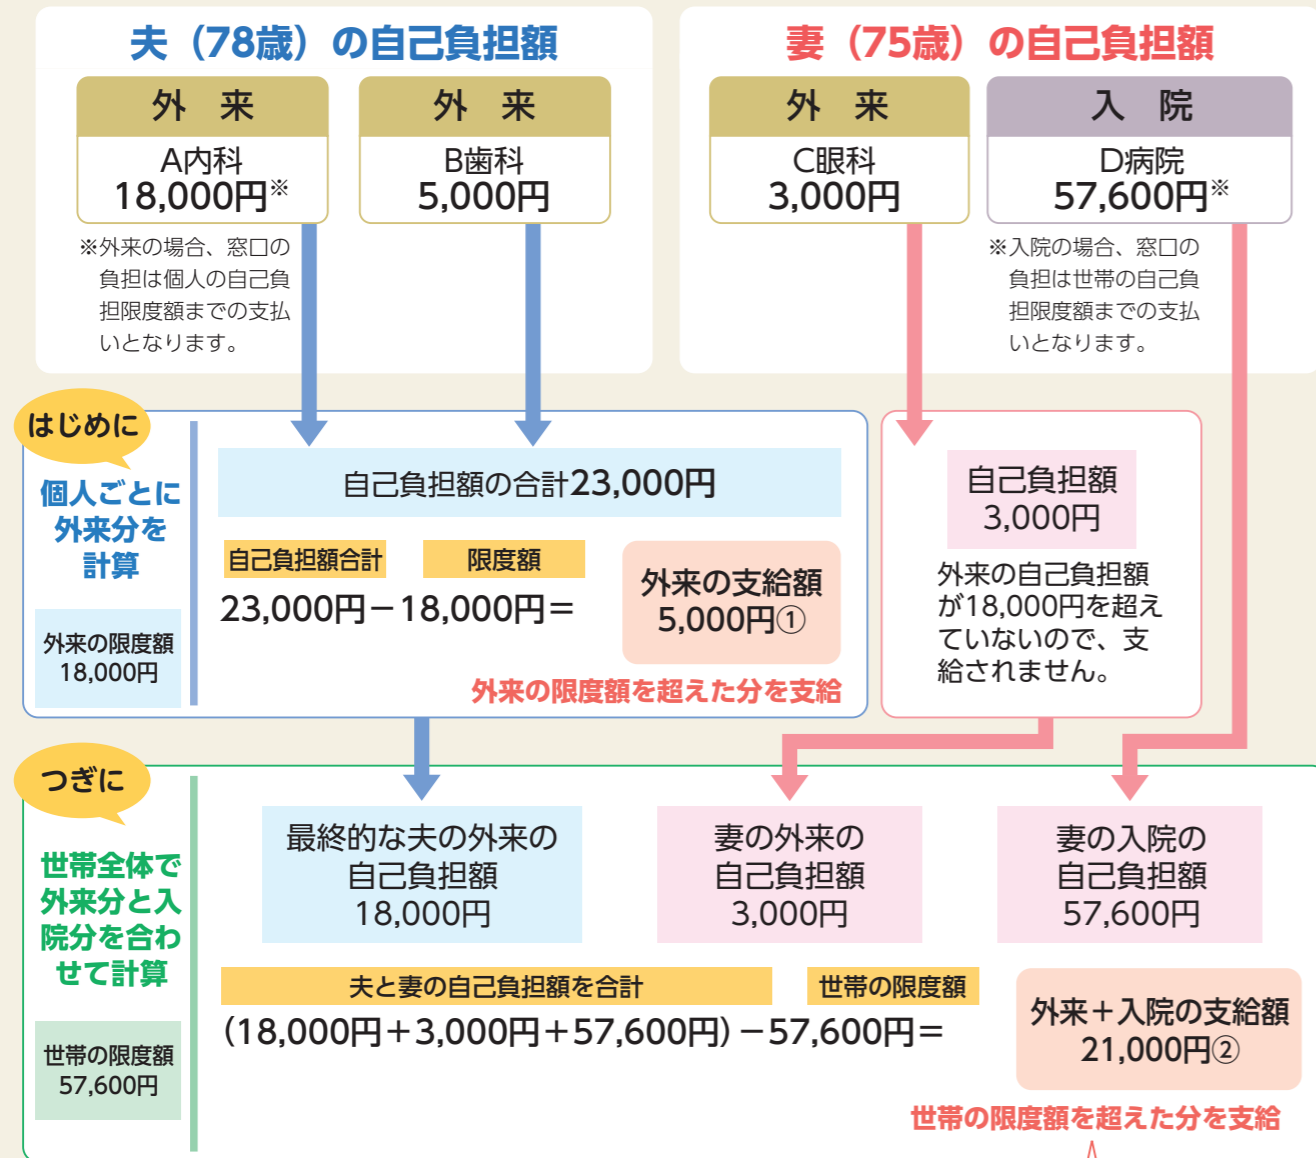 夫（78歳）の自己負担額
外　来
A内科
18,000円※
外　来
B歯科
5,000円
※外来の場合、窓口の
負担は個人の自己負
担限度額までの支払
いとなります。
妻（75歳）の自己負担額
外　来
C眼科
3,000円
入　院
D病院
57,600円※
※入院の場合、窓口の
負担は世帯の自己負
担限度額までの支払
いとなります。
はじめに
個人ごとに
外来分を
計算
外来の限度額
18,000円
自己負担額の合計23,000円
自己負担額合計
限度額
23,000円－18,000円＝
外来の支給額
5,000円①
外来の限度額を超えた分を支給
自己負担額
3,000円
外来の自己負担額
が18,000円を超え
ていないので、支
給されません。
つぎに
世帯全体で
外来分と入
院分を合わ
せて計算
世帯の限度額
57,600円
最終的な夫の外来の
自己負担額
18,000円
妻の外来の
自己負担額
3,000円
妻の入院の
自己負担額
57,600円
夫と妻の自己負担額を合計
世帯の限度額
(18,000円＋3,000円＋57,600円)－57,600円＝
外来＋入院の支給額
21,000円②
世帯の限度額を超えた分を支給